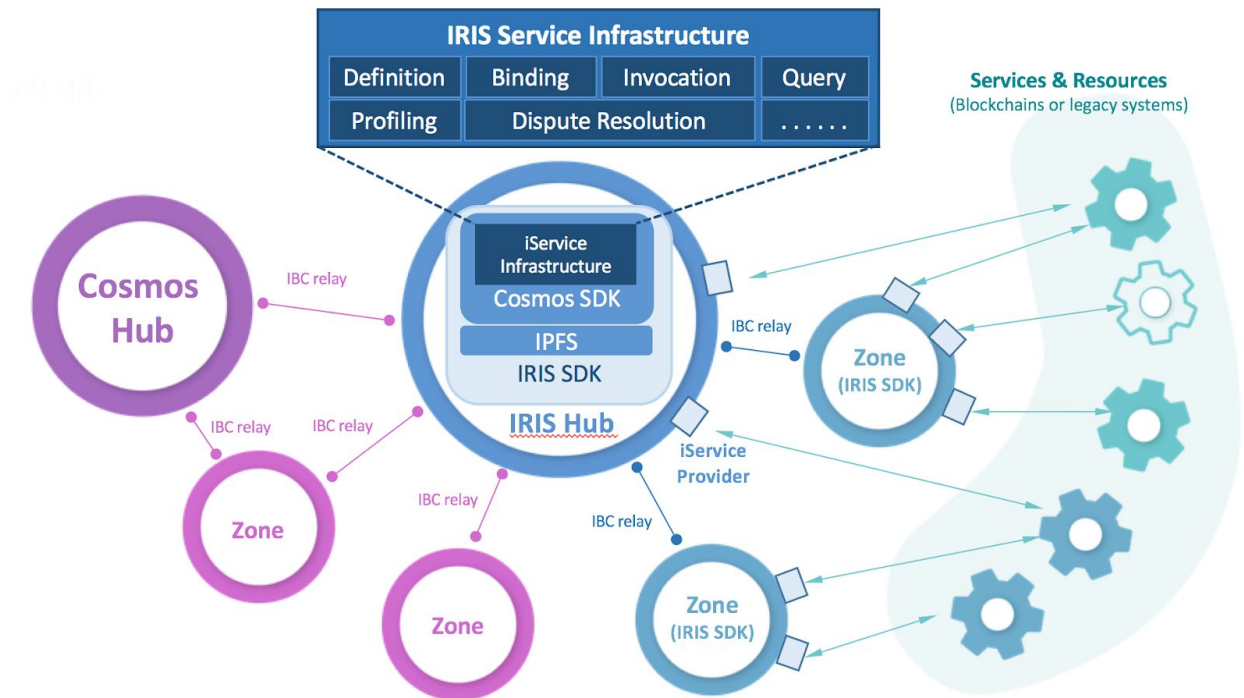 IRIS Service Infrastructure
Definition
Binding
Invocation
Query
Profiling
Dispute Resolution
......
Services & Resources
(Blockchains or legacy systems)
Cosmos
Hub
IBC relay
iService
Infrastructure
Cosmos SDK
IPFS
IRIS SDK
IRIS Hub
IBC relay
Zone
(IRIS SDK)
IBC relay
IBC relay
iService
Provider
Zone
IBC relay
IBC relay
Zone
Zone
(IRIS SDK)